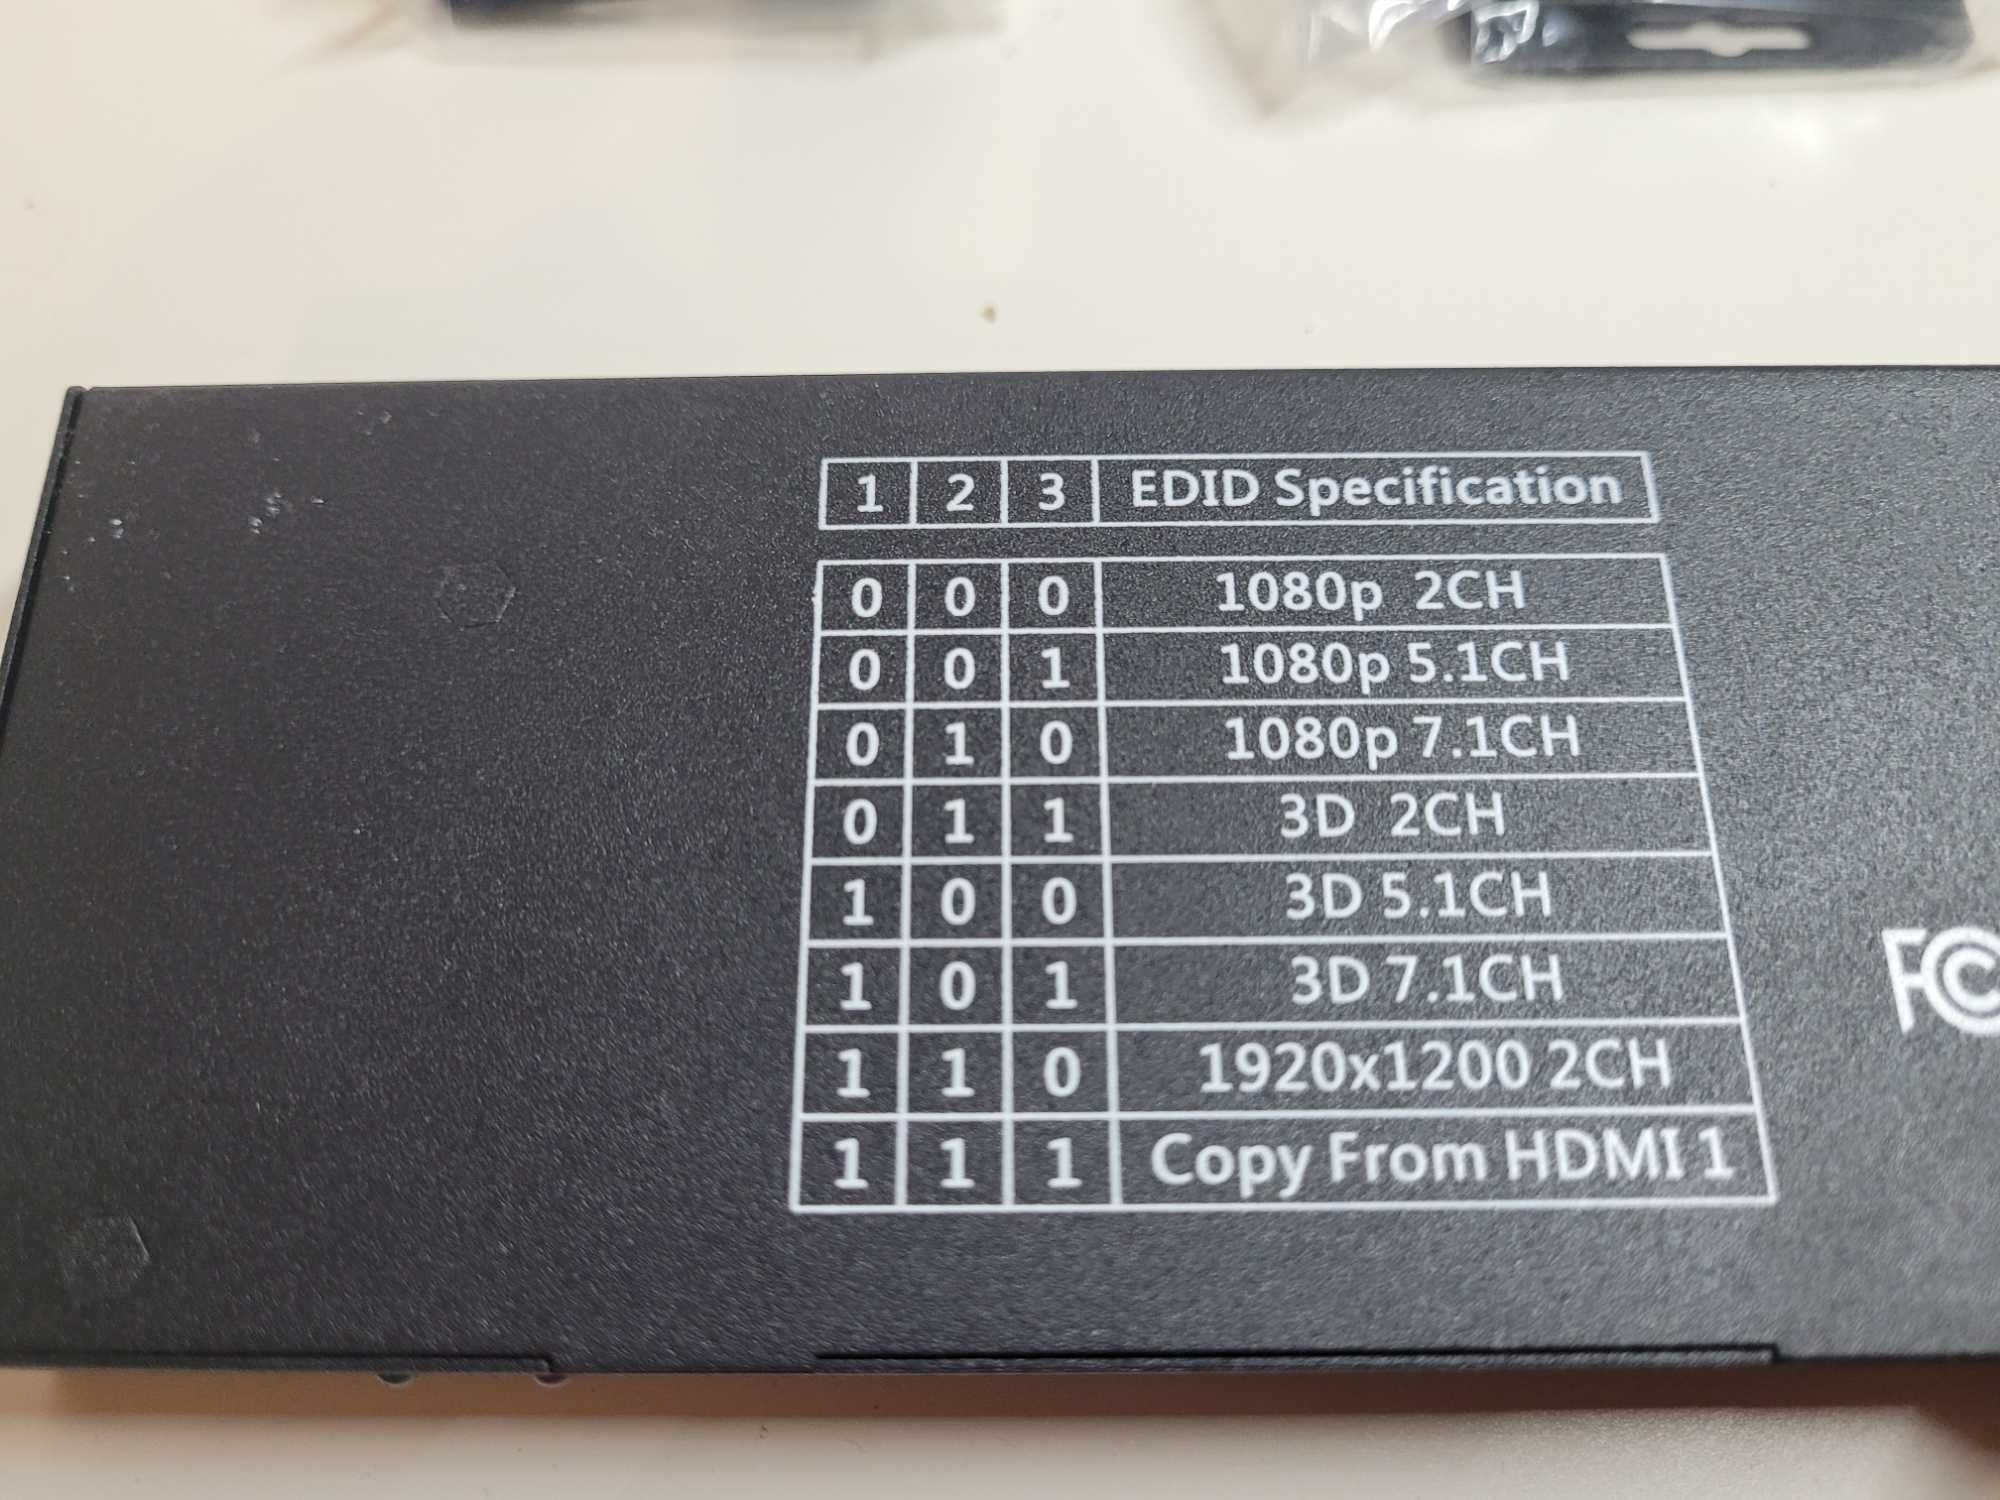 1 2 3 EDID Specification
0 0 0 1080p 2CH
0 0 1 1080p 5.1CH
0 1 0 1080p 7.1CH
0 1 1 3D 2CH
1 0 0 3D 5.1CH
1 0 1 3D 7.1CH
1 1 0 1920x1200 2CH
1 1 1 Copy From HDMI 1
FC